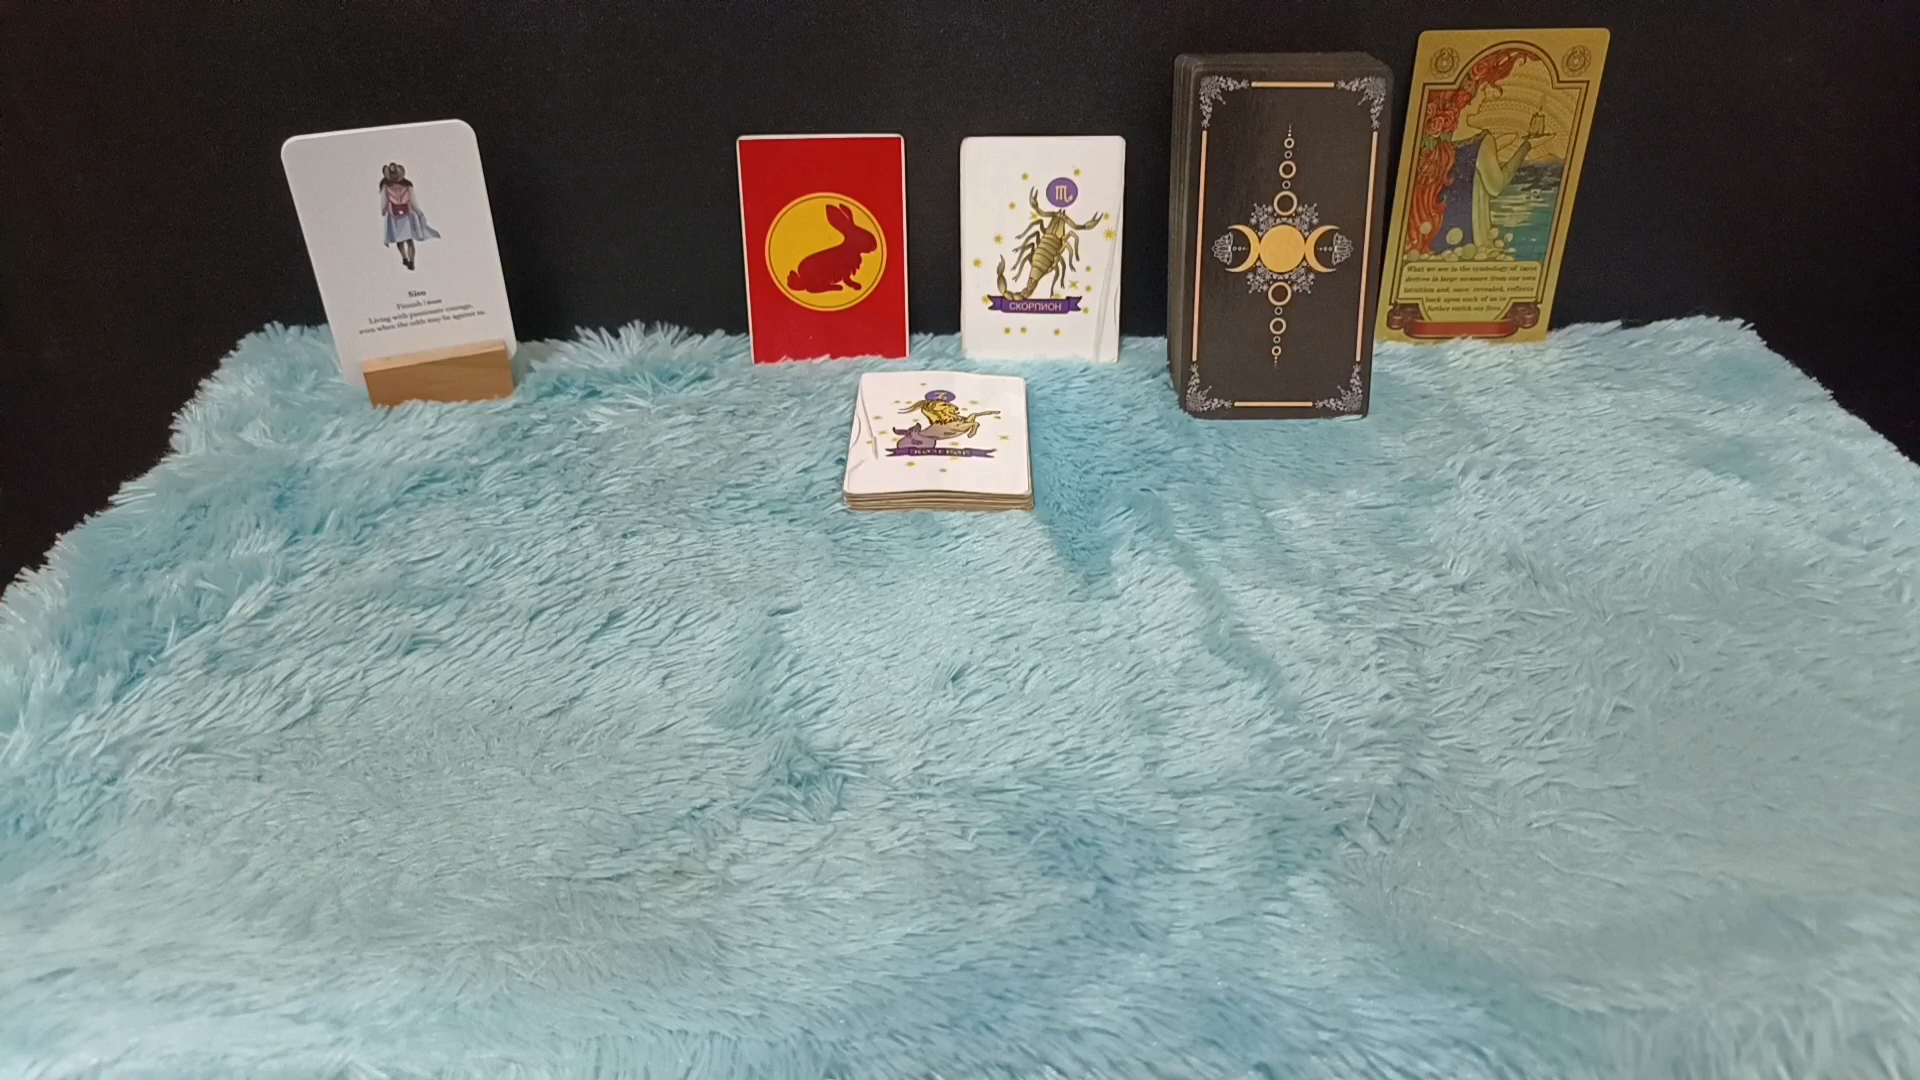 Sisu
Finnish / noun
Living with passionate courage,
even when the odds may be against us.
СКОРПИОН
КОЗЕРОГ
What we see in the symbology of tarot
derives in large measure from our own
intuition and, once revealed, reflects
back upon each of us to
further enrich our lives.